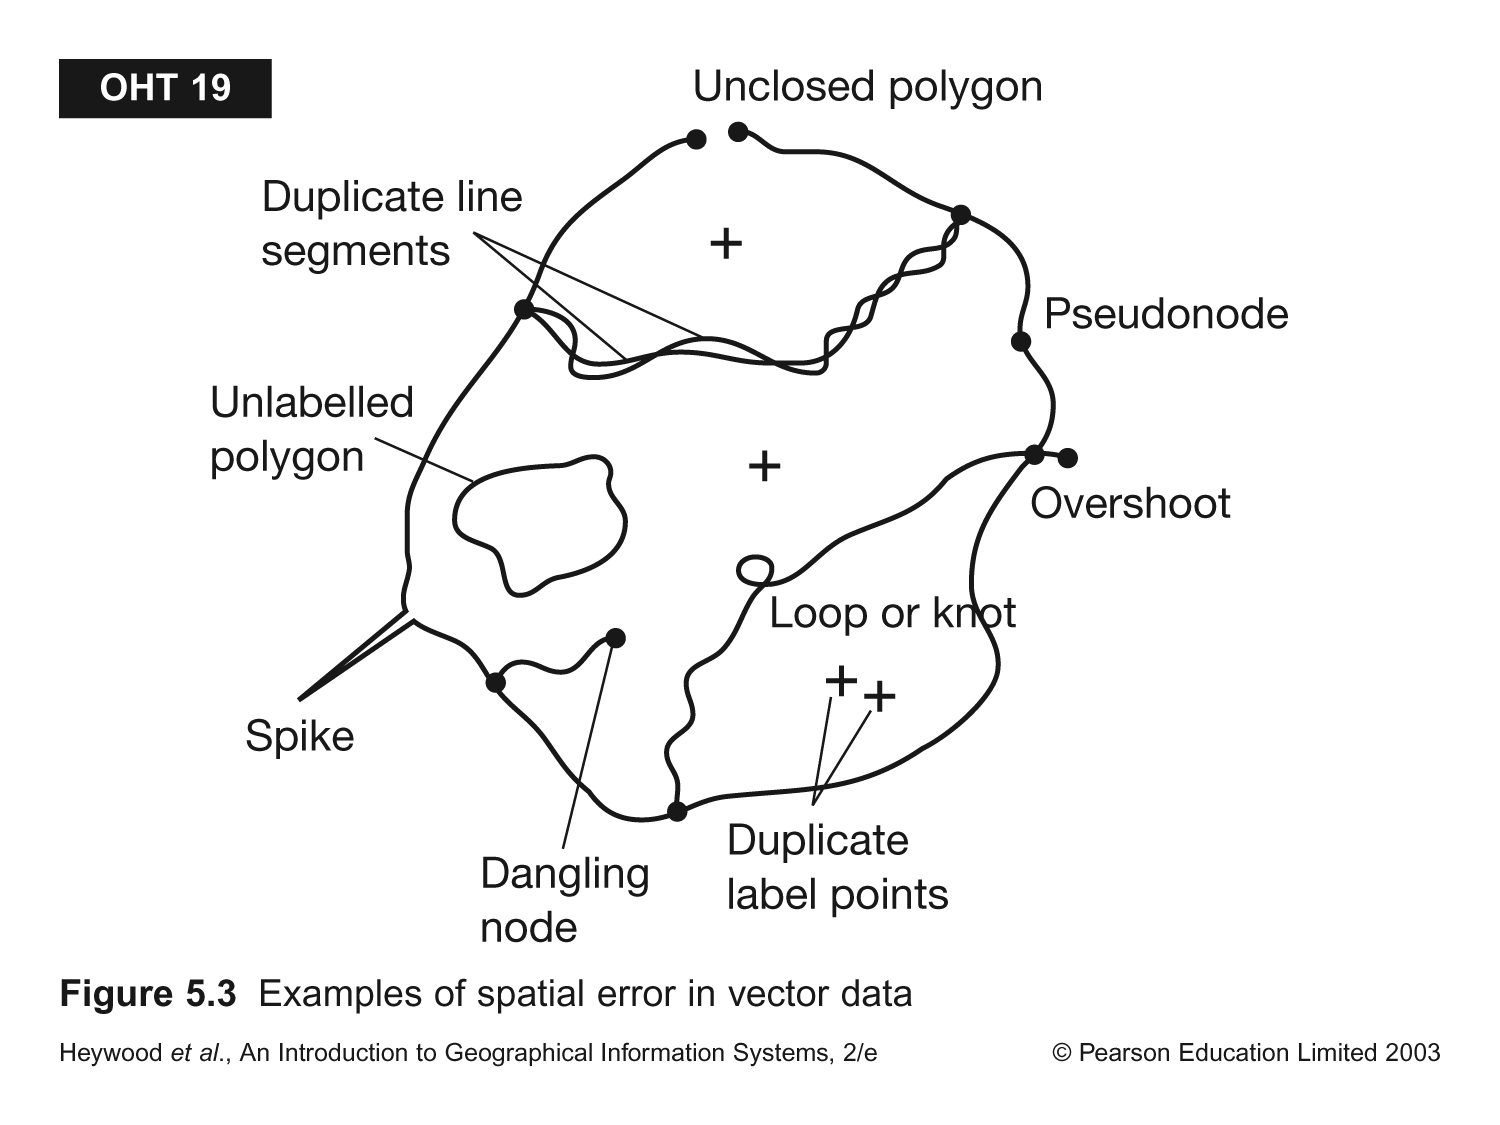 OHT 19
Unclosed polygon
Duplicate line
segments
Pseudonode
Unlabelled
polygon
Overshoot
Loop or knot
Spike
Duplicate
label points
Dangling
node
Figure 5.3 Examples of spatial error in vector data
Heywood et al., An Introduction to Geographical Information Systems, 2/e
© Pearson Education Limited 2003